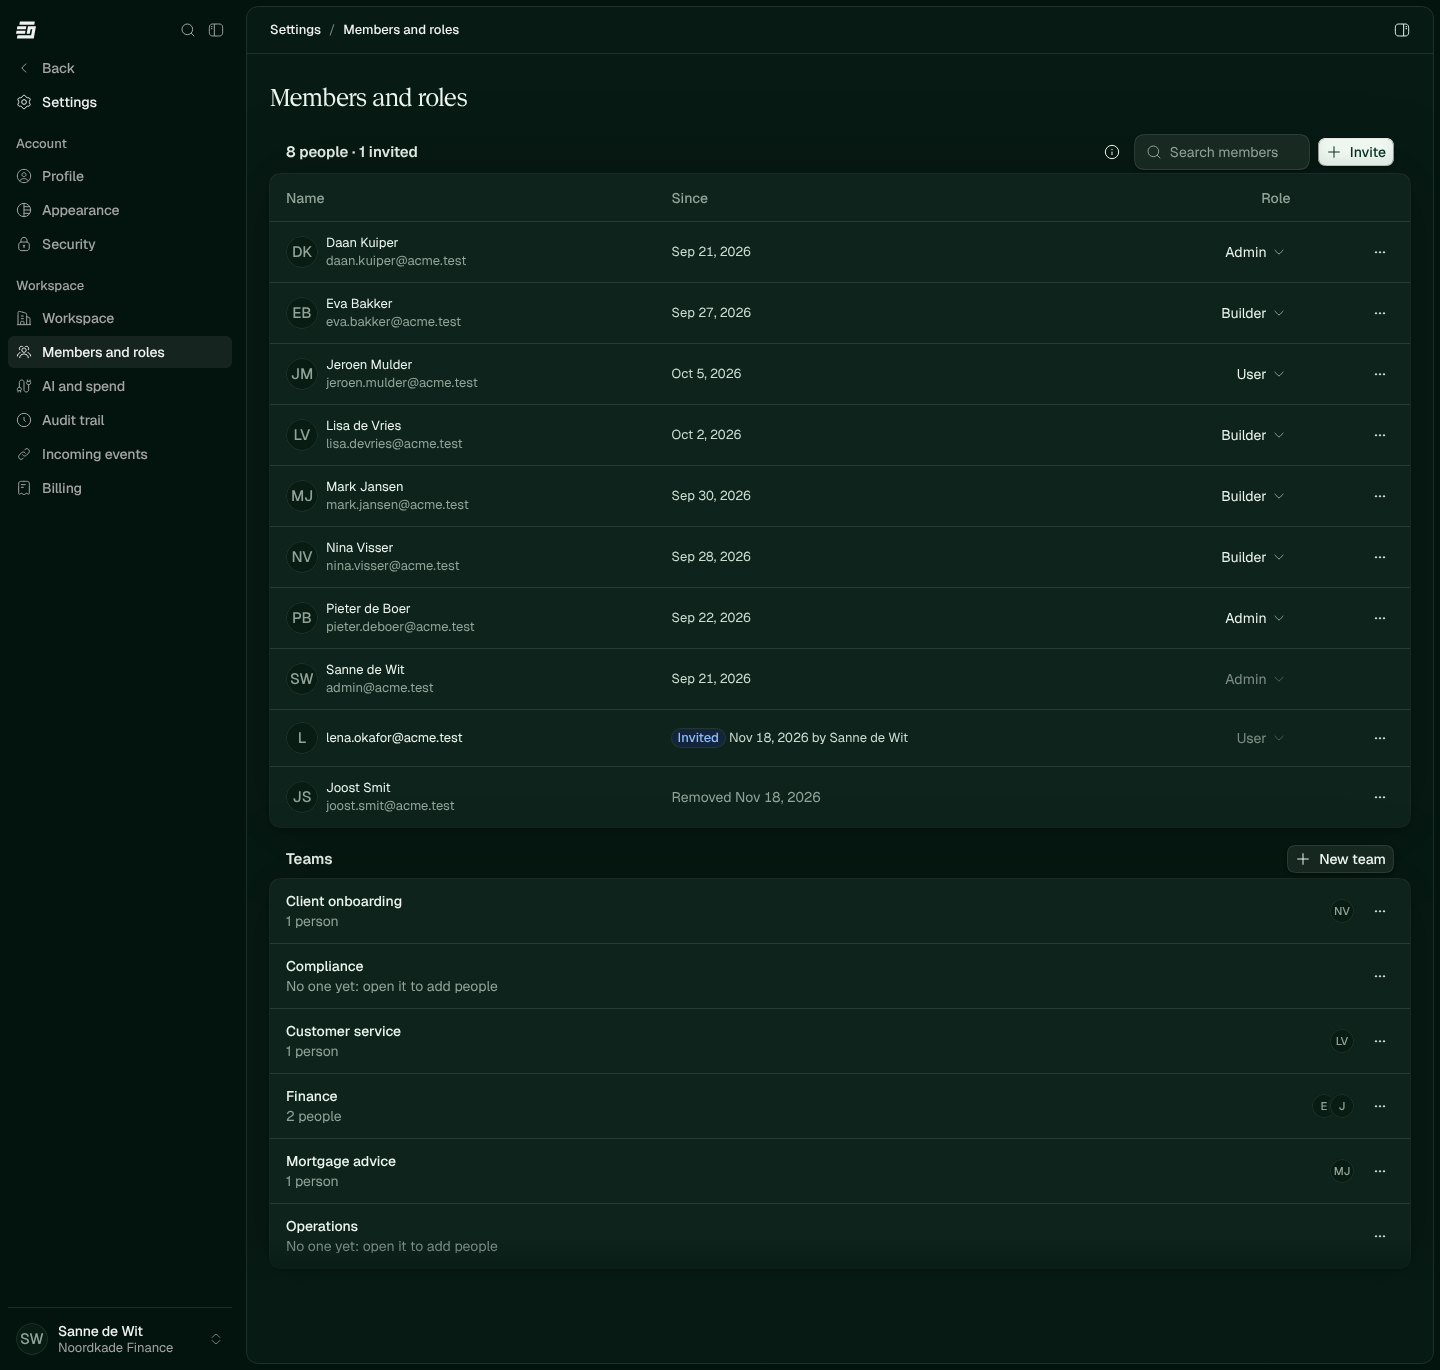 Back
Settings
Account
Profile
Appearance
Security
Workspace
Workspace
Members and roles
AI and spend
Audit trail
Incoming events
Billing
SW
Sanne de Wit
Noordkade Finance
Settings / Members and roles
Members and roles
8 people · 1 invited
Search members
Invite
Name Since Role
DK Daan Kuiper
daan.kuiper@acme.test
Sep 21, 2026
Admin
EB Eva Bakker
eva.bakker@acme.test
Sep 27, 2026
Builder
JM Jeroen Mulder
jeroen.mulder@acme.test
Oct 5, 2026
User
LV Lisa de Vries
lisa.devries@acme.test
Oct 2, 2026
Builder
MJ Mark Jansen
mark.jansen@acme.test
Sep 30, 2026
Builder
NV Nina Visser
nina.visser@acme.test
Sep 28, 2026
Builder
PB Pieter de Boer
pieter.deboer@acme.test
Sep 22, 2026
Admin
SW Sanne de Wit
admin@acme.test
Sep 21, 2026
Admin
L lena.okafor@acme.test
Invited Nov 18, 2026 by Sanne de Wit
User
JS Joost Smit
joost.smit@acme.test
Removed Nov 18, 2026
Teams
New team
Client onboarding
1 person
NV
Compliance
No one yet: open it to add people
Customer service
1 person
LV
Finance
2 people
E J
Mortgage advice
1 person
MJ
Operations
No one yet: open it to add people